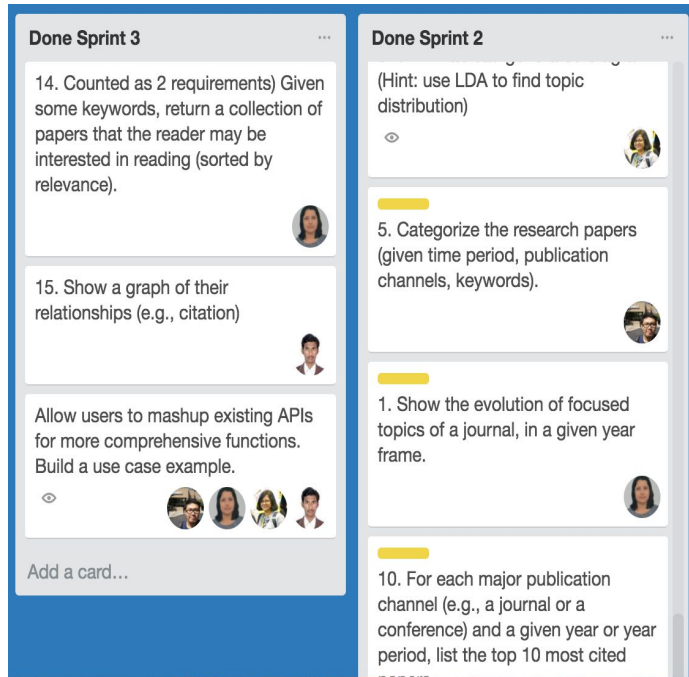 Done Sprint 3
14. Counted as 2 requirements) Given
some keywords, return a collection of
papers that the reader may be
interested in reading (sorted by
relevance).
15. Show a graph of their
relationships (e.g., citation)
Allow users to mashup existing APIs
for more comprehensive functions.
Build a use case example.
Add a card...
Done Sprint 2
(Hint: use LDA to find topic
distribution)
5. Categorize the research papers
(given time period, publication
channels, keywords).
1. Show the evolution of focused
topics of a journal, in a given year
frame.
10. For each major publication
channel (e.g., a journal or a
conference) and a given year or year
period, list the top 10 most cited